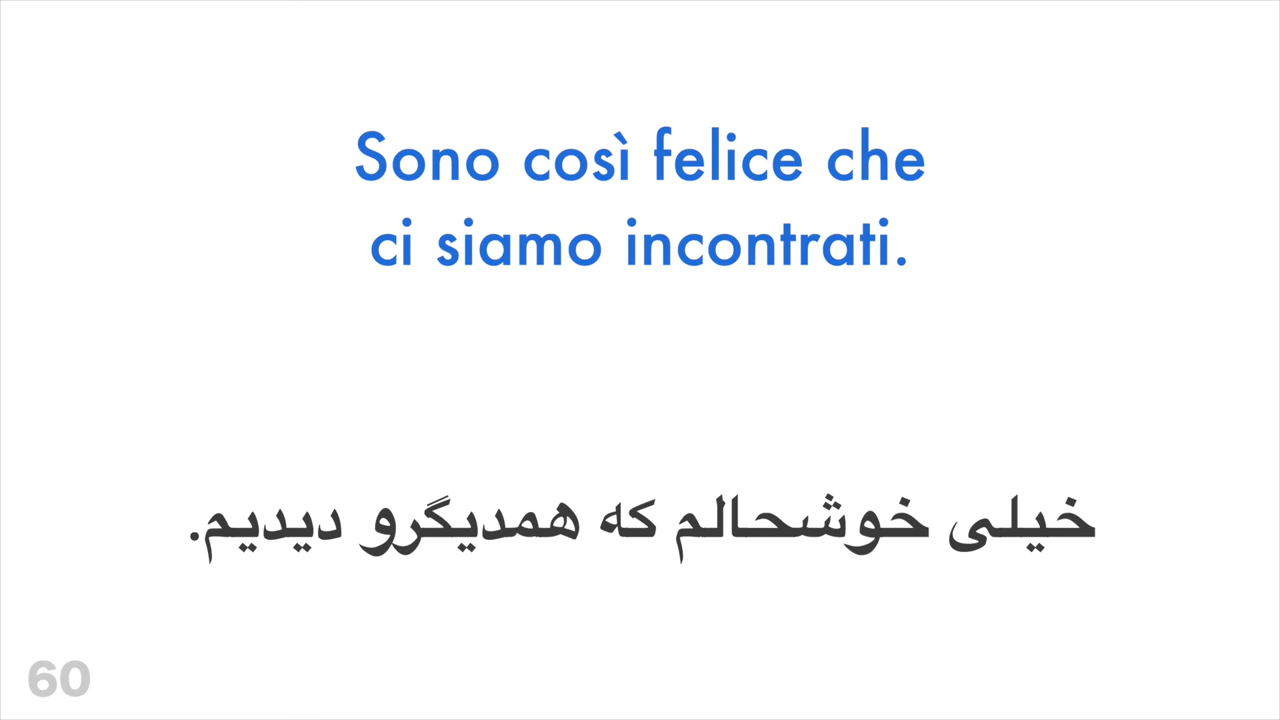 Sono così felice che
ci siamo incontrati.
خیلی خوشحالم که همدیگرو دیدیم.
60